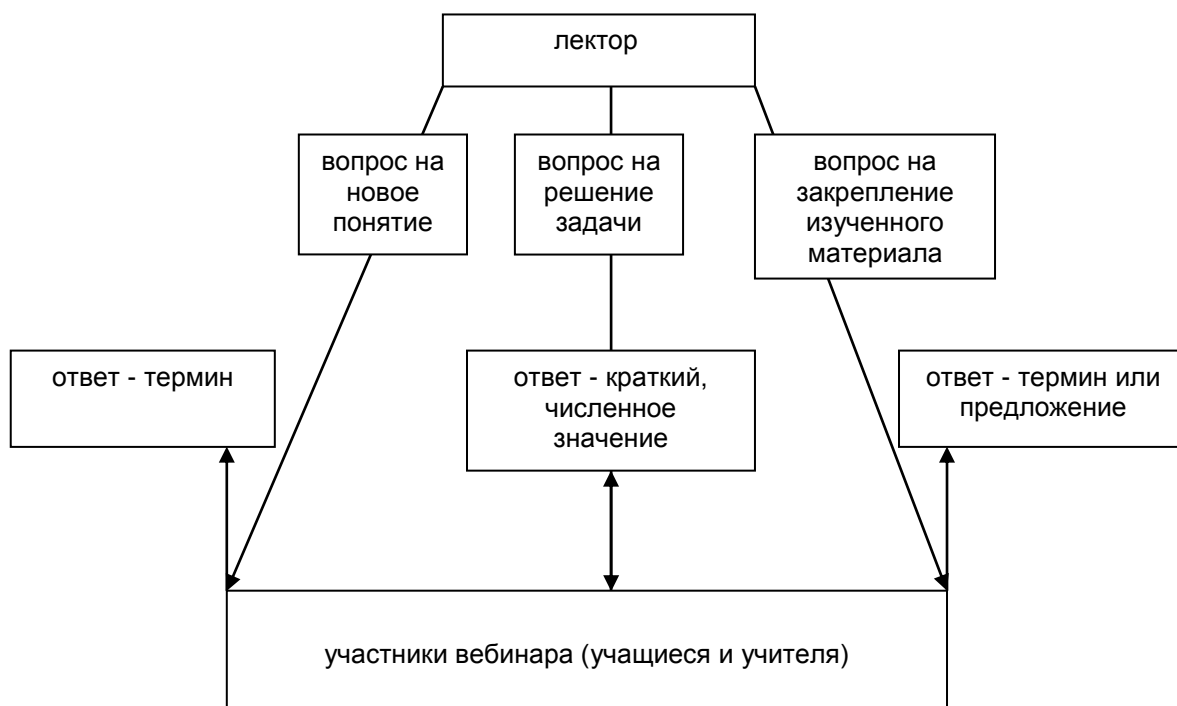 лектор
вопрос на
новое
понятие
вопрос на
решение
задачи
вопрос на
закрепление
изученного
материала
ответ - термин
ответ - краткий,
численное
значение
ответ - термин или
предложение
участники вебинара (учащиеся и учителя)